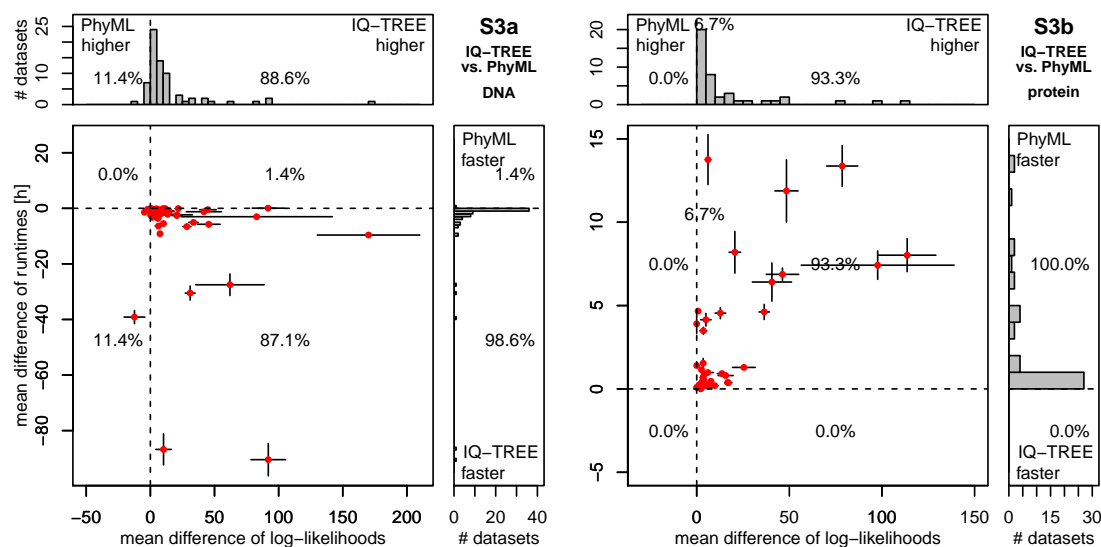 # datasets
25
10
0
PhyML
higher
IQ−TREE
higher
11.4%
88.6%
S3a
IQ−TREE
vs. PhyML
DNA
mean difference of runtimes [h]
20
0
−20
−40
−60
−80
0.0%
1.4%
11.4%
87.1%
PhyML
faster
1.4%
98.6%
IQ−TREE
faster
−50
0
50
100
150
200
mean difference of log−likelihoods
0
20
40
# datasets
# datasets
20
10
0
PhyML
higher
6.7%
IQ−TREE
higher
0.0%
93.3%
S3b
IQ−TREE
vs. PhyML
protein
mean difference of runtimes [h]
15
10
5
0
−5
6.7%
0.0%
93.3%
0.0%
0.0%
PhyML
faster
100.0%
0.0%
IQ−TREE
faster
0
50
100
150
mean difference of log−likelihoods
0
15
30
# datasets